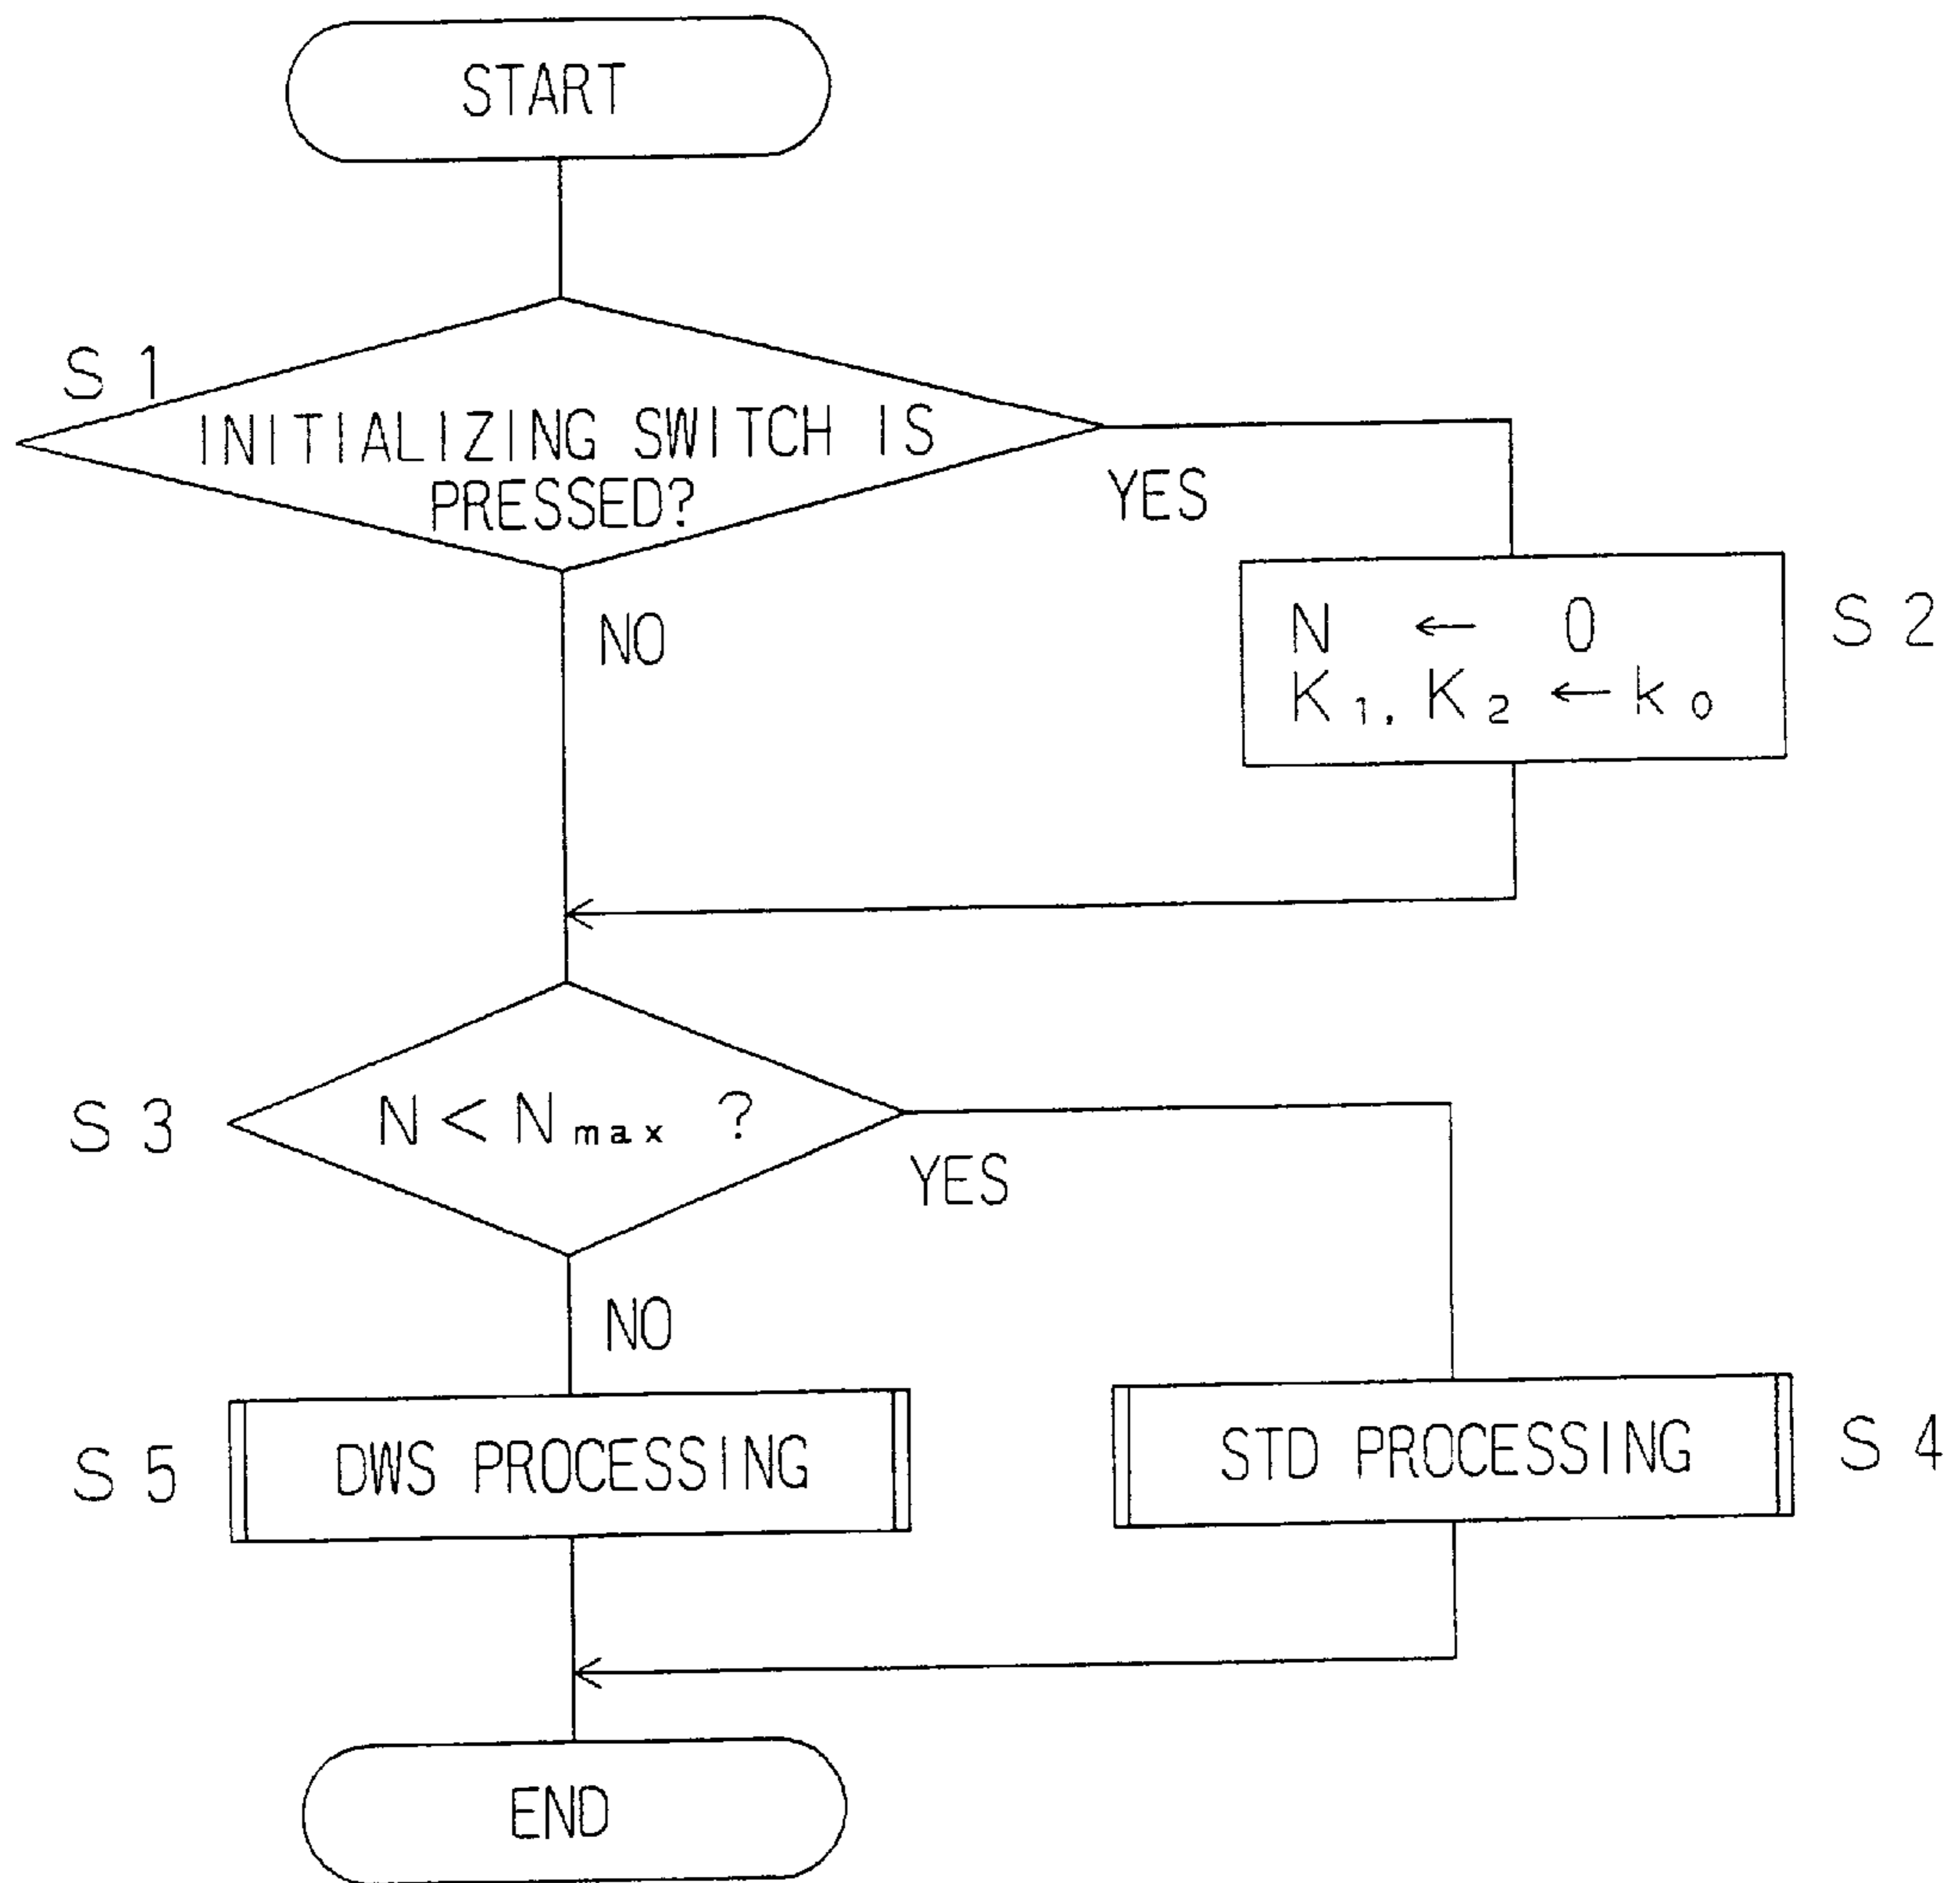 START
S 1
INITIALIZING SWITCH IS
PRESSED?
YES
NO
N ← 0
K₁, K₂ ← k₀
S 2
S 3
N < Nmax ?
YES
NO
S 5
DWS PROCESSING
STD PROCESSING
S 4
END